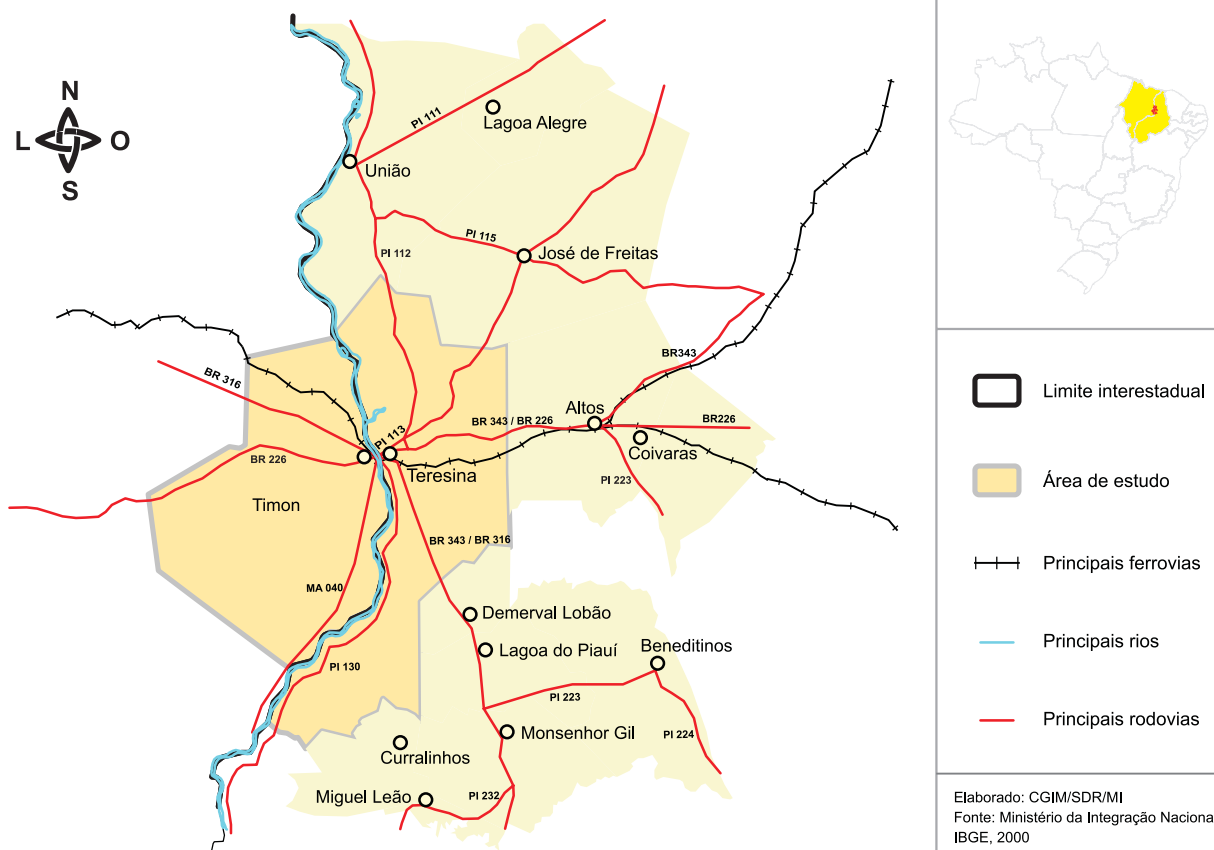 N
L
O
S
PI 111
Lagoa Alegre
União
PI 115
José de Freitas
PI 112
BR 316
BR343
Altos
BR 343 / BR 226
BR226
Coivaras
PI 113
BR 226
Teresina
PI 223
Timon
BR 343 / BR 316
MA 040
Demerval Lobão
Lagoa do Piauí
Beneditinos
PI 130
PI 223
Monsenhor Gil
PI 224
Curralinhos
Miguel Leão
PI 232
Limite interestadual
Área de estudo
Principais ferrovias
Principais rios
Principais rodovias
Elaborado: CGIM/SDR/MI
Fonte: Ministério da Integração Naciona
IBGE, 2000